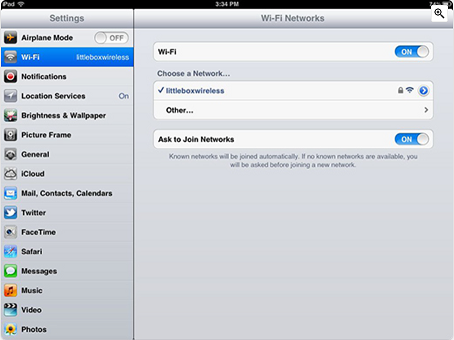 iPad
3:34 PM
Settings
Wi-Fi Networks
Airplane Mode
OFF
Wi-Fi
littleboxwireless
Notifications
Location Services
On
Brightness & Wallpaper
Picture Frame
General
iCloud
Mail, Contacts, Calendars
Twitter
FaceTime
Safari
Messages
Music
Video
Photos
Wi-Fi
ON
Choose a Network...
littleboxwireless
Other...
Ask to Join Networks
ON
Known networks will be joined automatically. If no known networks are available, you
will be asked before joining a new network.